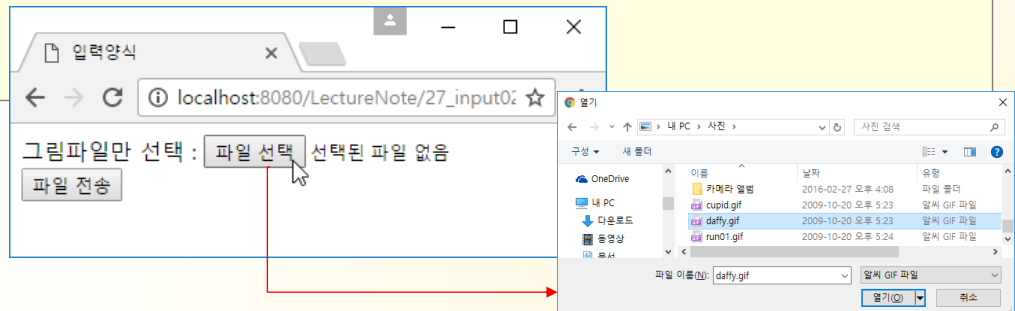 입력양식
localhost:8080/LectureNote/27_input02
그림파일만 선택 : 파일 선택 선택된 파일 없음
파일 전송
열기
내 PC > 사진 >
사진 검색
구성
새 폴더
이름 날짜 유형
OneDrive
내 PC
다운로드
동영상
문서
카메라 앨범 2016-02-27 오후 4:08 파일 폴더
cupid.gif 2009-10-20 오후 5:23 알씨 GIF 파일
daffy.gif 2009-10-20 오후 5:23 알씨 GIF 파일
run01.gif 2009-10-20 오후 5:24 알씨 GIF 파일
파일 이름(N): daffy.gif 알씨 GIF 파일
열기(O) 취소